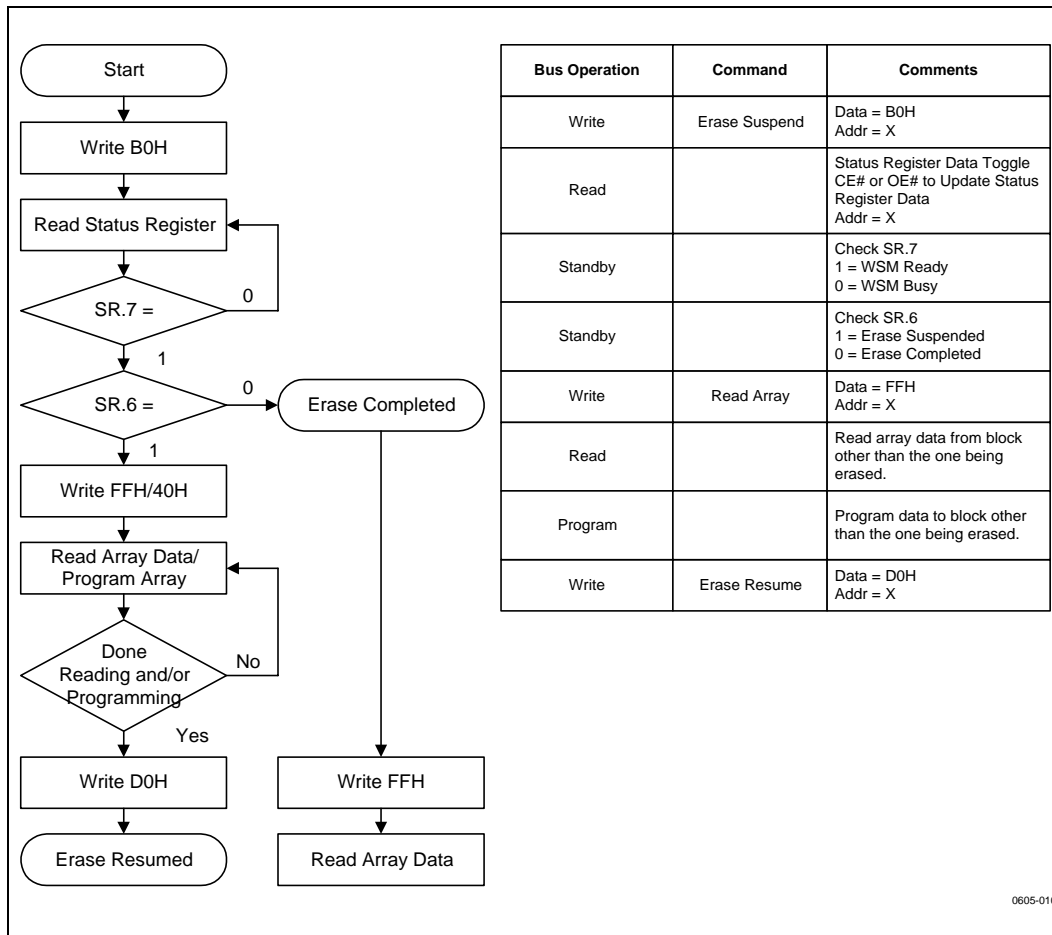 Start
Write B0H
Read Status Register
SR.7 =
0
1
SR.6 =
0
Erase Completed
1
Write FFH/40H
Read Array Data/
Program Array
Done
Reading and/or
Programming
No
Yes
Write D0H
Write FFH
Erase Resumed
Read Array Data
Bus Operation Command Comments
Write Erase Suspend Data = B0H
Addr = X
Read Status Register Data Toggle
CE# or OE# to Update Status
Register Data
Addr = X
Standby Check SR.7
1 = WSM Ready
0 = WSM Busy
Standby Check SR.6
1 = Erase Suspended
0 = Erase Completed
Write Read Array Data = FFH
Addr = X
Read Read array data from block
other than the one being
erased.
Program Program data to block other
than the one being erased.
Write Erase Resume Data = D0H
Addr = X